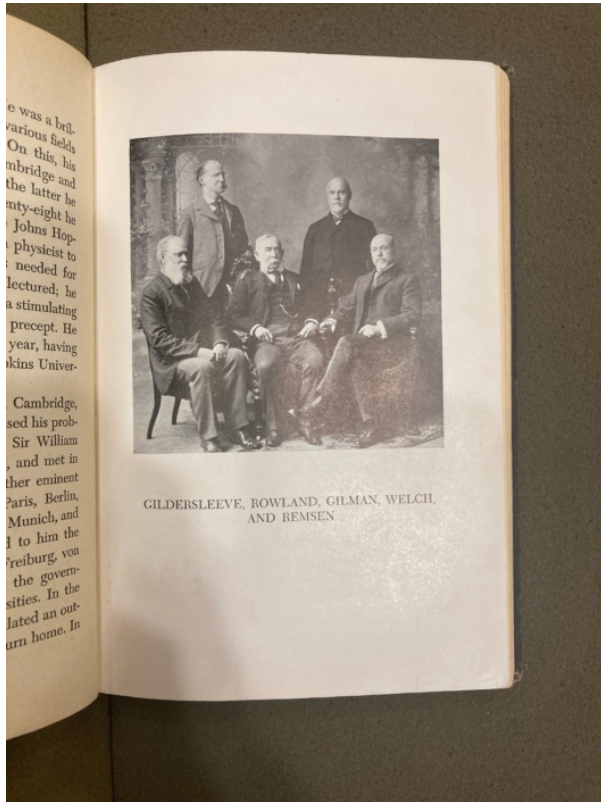 e was a bril-
various fields
On this, his
mbridge and
the latter he
enty-eight he
Johns Hop-
physicist to
needed for
lectured; he
a stimulating
precept. He
year, having
pkins Univer-
Cambridge,
sed his prob-
Sir William
, and met in
ther eminent
Paris, Berlin,
Munich, and
l to him the
Freiburg, von
the govern-
sities. In the
lated an out-
urn home. In
GILDERSLEEVE, ROWLAND, GILMAN, WELCH,
AND REMSEN